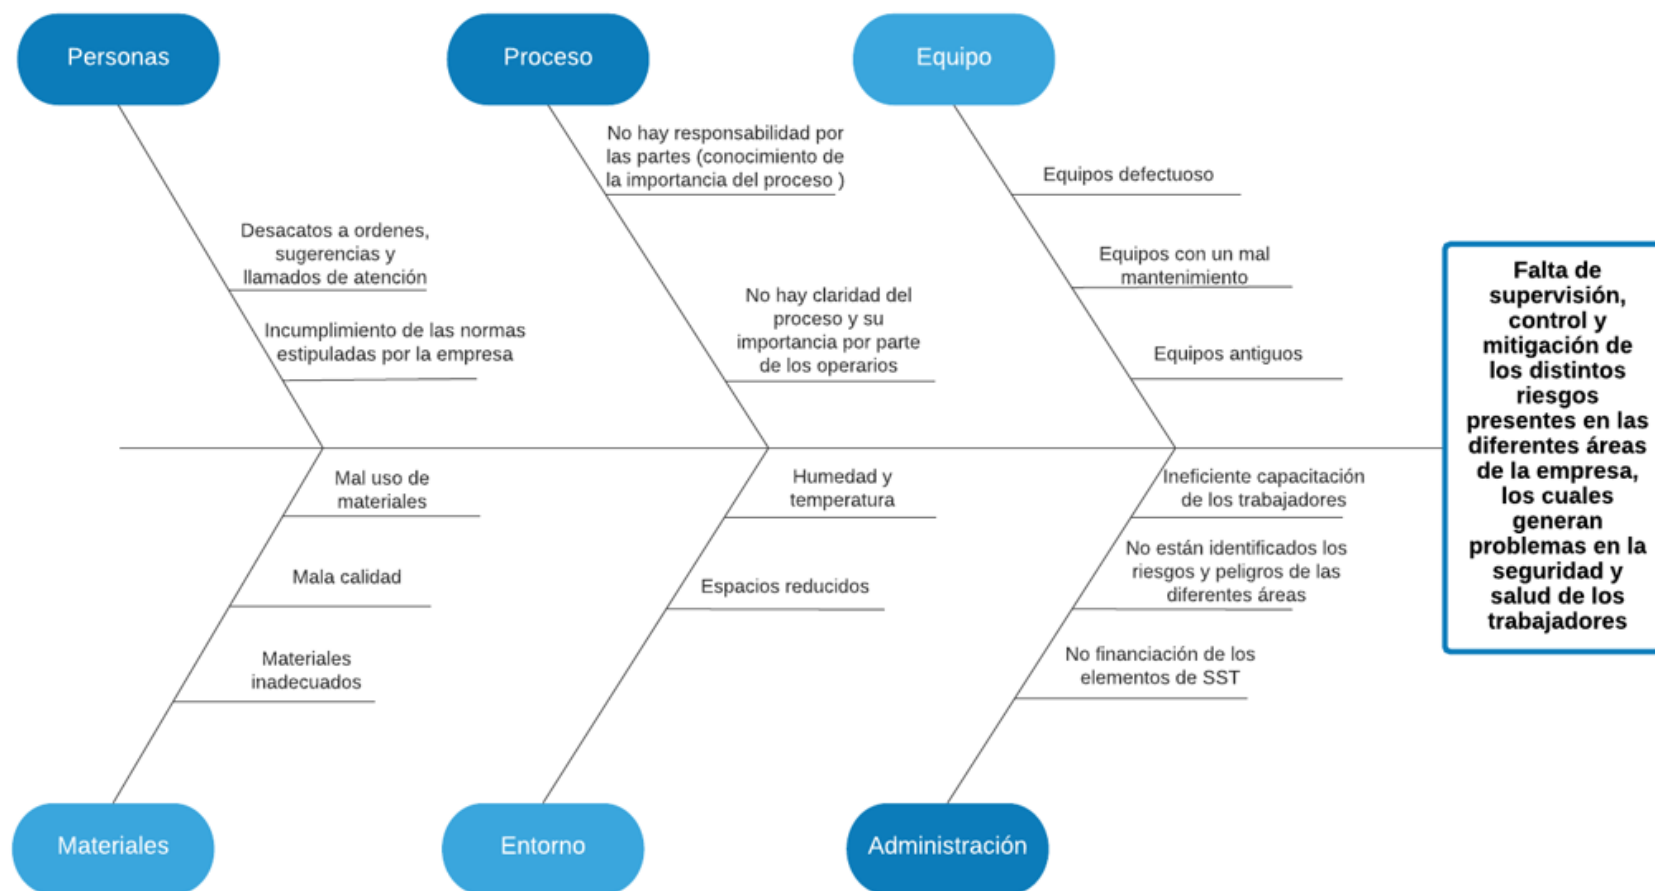 Personas
Proceso
Equipo
No hay responsabilidad por
las partes (conocimiento de
la importancia del proceso )
Equipos defectuoso
Desacatos a ordenes,
sugerencias y
llamados de atención
Equipos con un mal
mantenimiento
No hay claridad del
proceso y su
importancia por parte
de los operarios
Incumplimiento de las normas
estipuladas por la empresa
Equipos antiguos
Falta de
supervisión,
control y
mitigación de
los distintos
riesgos
presentes en las
diferentes áreas
de la empresa,
los cuales
generan
problemas en la
seguridad y
salud de los
trabajadores
Mal uso de
materiales
Humedad y
temperatura
Ineficiente capacitación
de los trabajadores
Mala calidad
Espacios reducidos
No están identificados los
riesgos y peligros de las
diferentes áreas
Materiales
inadecuados
No financiación de los
elementos de SST
Materiales
Entorno
Administración